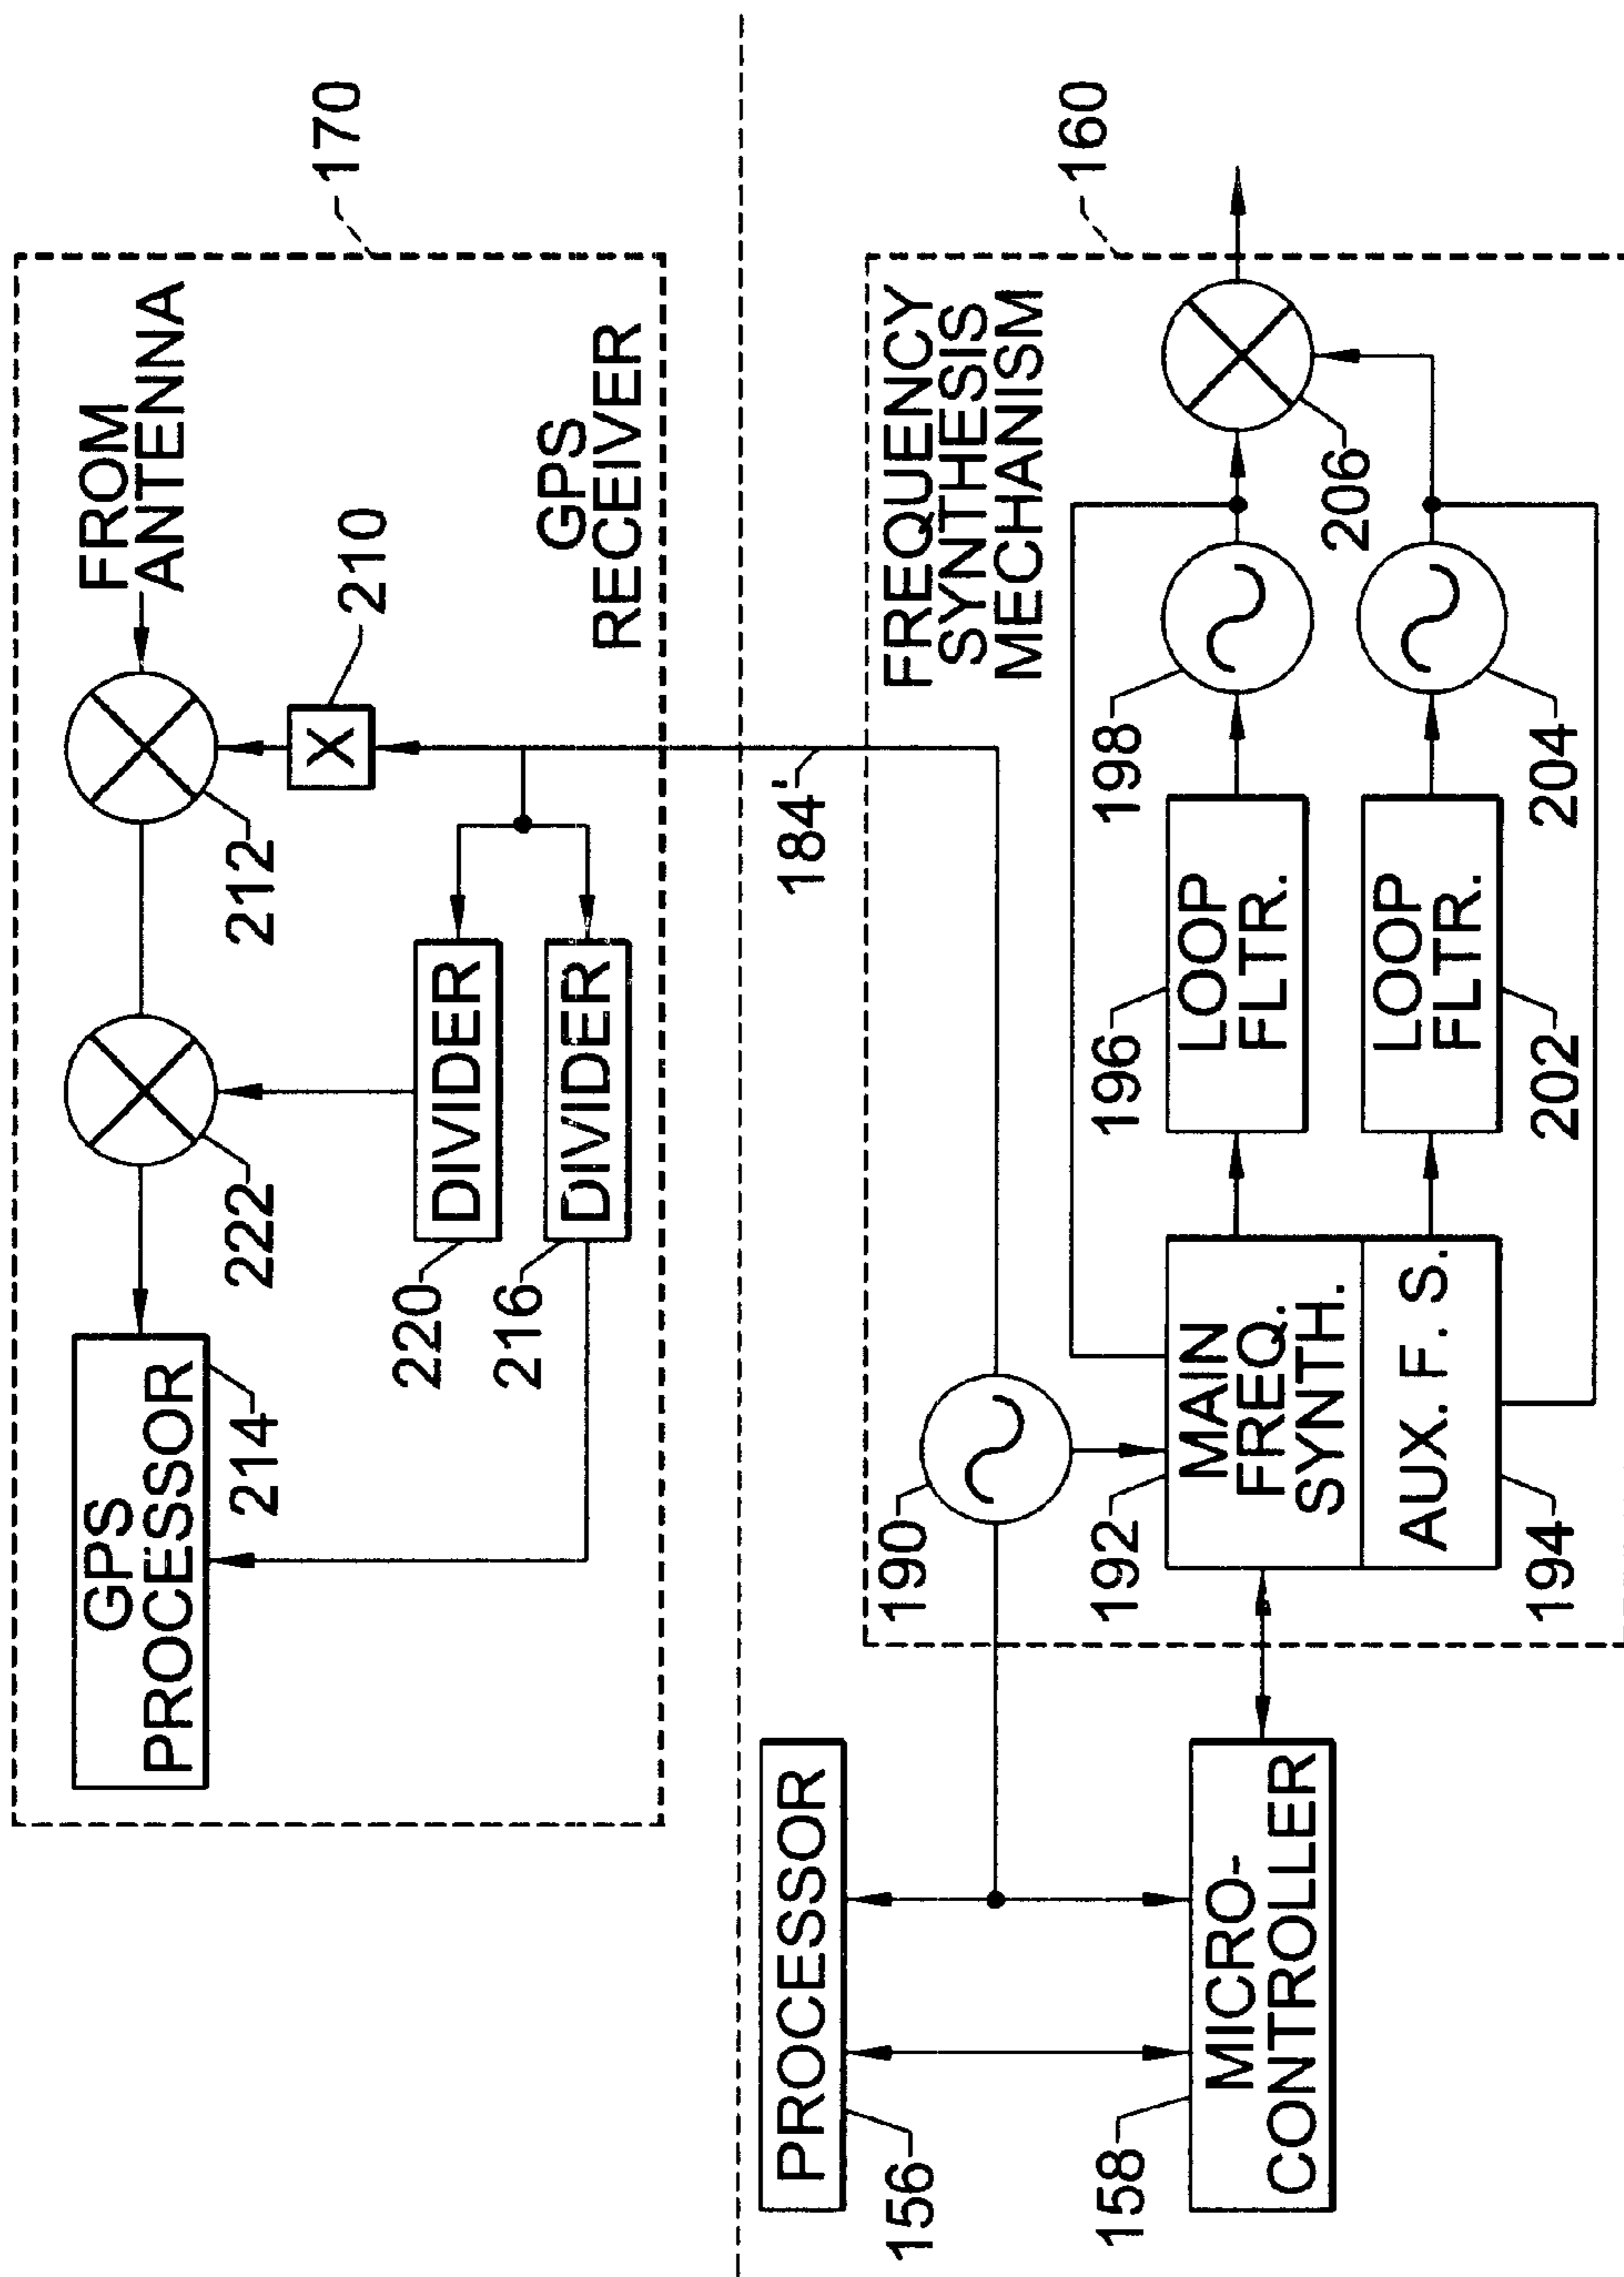 FROM
ANTENNA
170
210
212
222
GPS
PROCESSOR
214
DIVIDER
220
DIVIDER
216
GPS
RECEIVER
184'
PROCESSOR
156
190
FREQUENCY
SYNTHESIS
MECHANISM
160
MICRO-
CONTROLLER
158
MAIN
FREQ.
SYNTH.
192
AUX. F. S.
194
LOOP
FLTR.
196
LOOP
FLTR.
202
198
204
206
X